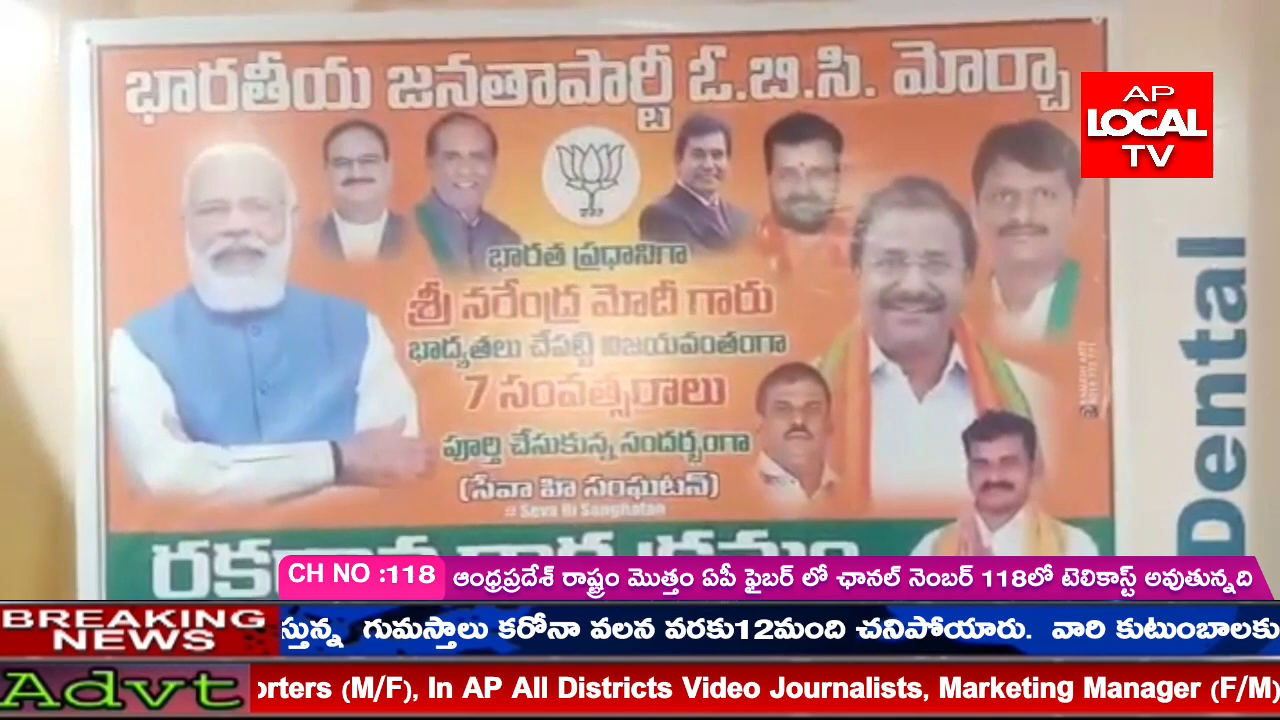 భారతీయ జనతాపార్టీ ఓ.బి.సి. మోర్చా
AP
LOCAL
TV
భారత ప్రధానిగా
శ్రీ నరేంద్ర మోదీ గారు
భాద్యతలు చేపట్టి విజయవంతంగా
7 సంవత్సరాలు
పూర్తి చేసుకున్న సందర్భంగా
(సేవా హి సంఘటన్)
# Seva Hi Sanghatan
Dental
CH NO :118
ఆంధ్రప్రదేశ్ రాష్ట్రం మొత్తం ఏపీ ఫైబర్ లో ఛానల్ నెంబర్ 118లో టెలికాస్ట్ అవుతున్నది
BREAKING NEWS
స్తున్న గుమస్తాలు కరోనా వలన వరకు12మంది చనిపోయారు. వారి కుటుంబాలకు
Advt
orters (M/F), In AP All Districts Video Journalists, Marketing Manager (F/M)